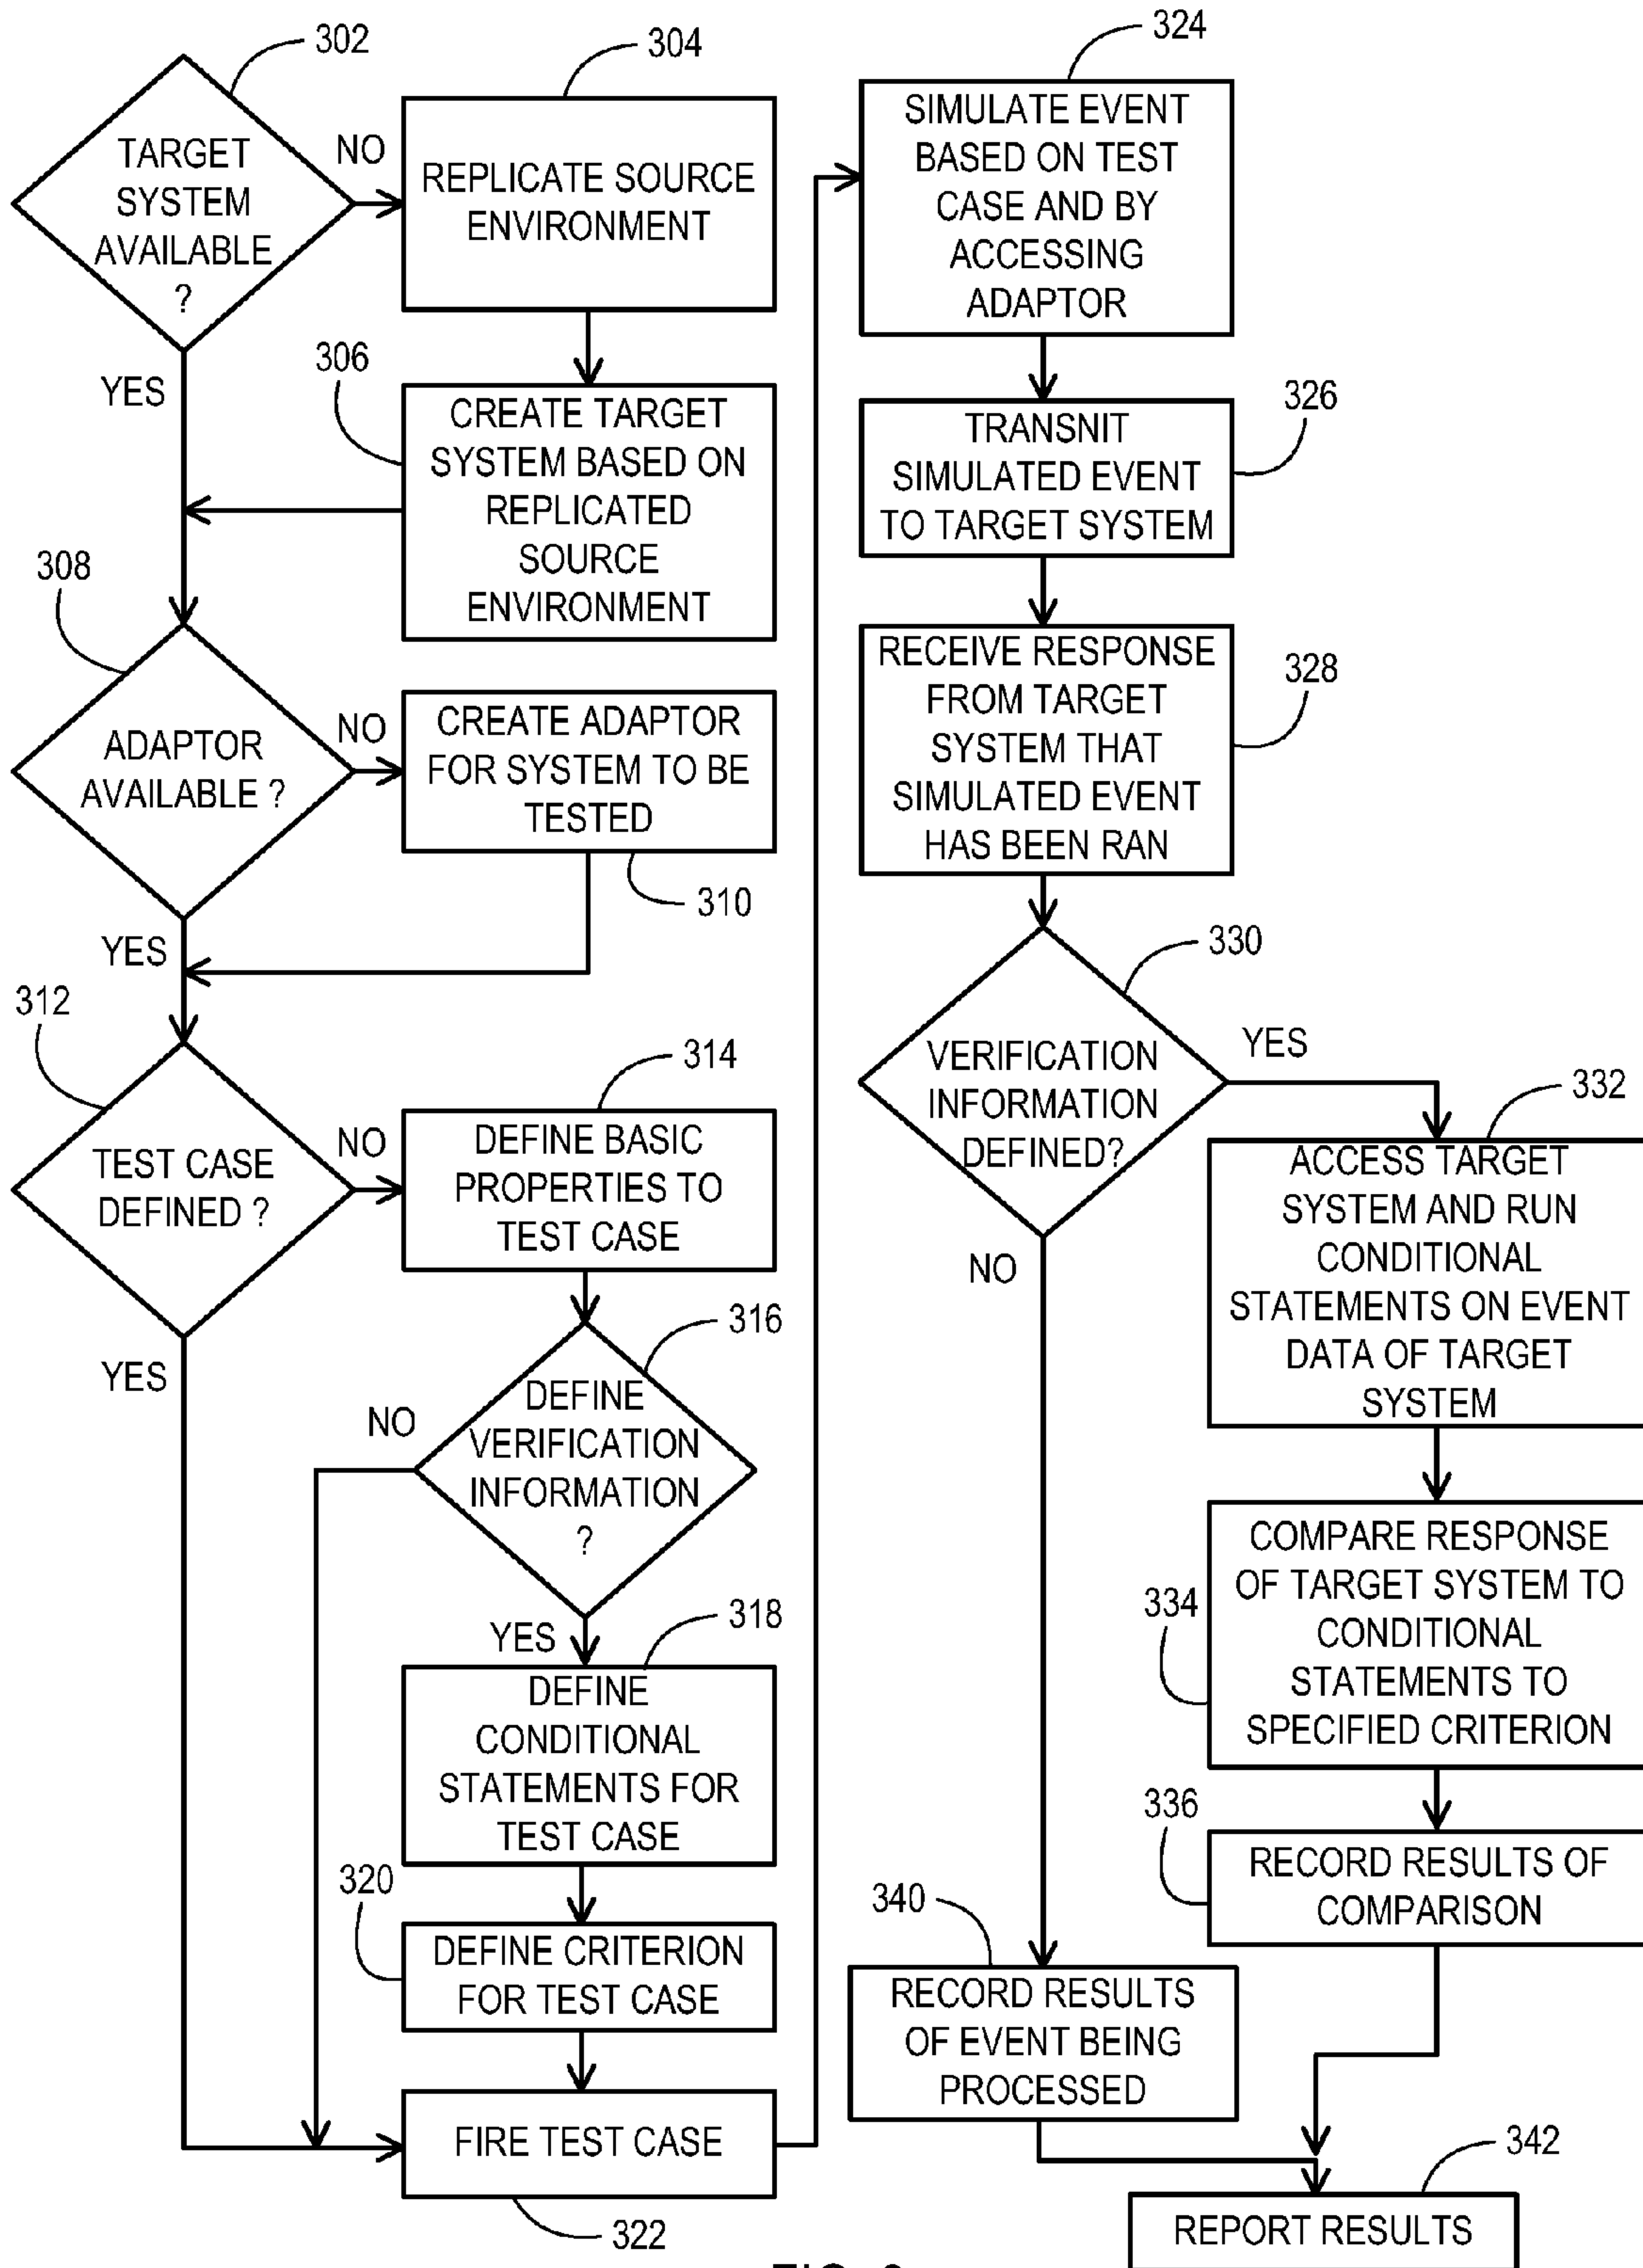 302
TARGET
SYSTEM
AVAILABLE
?
NO
YES
304
REPLICATE SOURCE
ENVIRONMENT
306
CREATE TARGET
SYSTEM BASED ON
REPLICATED
SOURCE
ENVIRONMENT
308
ADAPTOR
AVAILABLE ?
NO
YES
CREATE ADAPTOR
FOR SYSTEM TO BE
TESTED
310
312
TEST CASE
DEFINED ?
NO
YES
314
DEFINE BASIC
PROPERTIES TO
TEST CASE
316
DEFINE
VERIFICATION
INFORMATION
?
NO
YES
318
DEFINE
CONDITIONAL
STATEMENTS FOR
TEST CASE
320
DEFINE CRITERION
FOR TEST CASE
FIRE TEST CASE
322
324
SIMULATE EVENT
BASED ON TEST
CASE AND BY
ACCESSING
ADAPTOR
326
TRANSNIT
SIMULATED EVENT
TO TARGET SYSTEM
328
RECEIVE RESPONSE
FROM TARGET
SYSTEM THAT
SIMULATED EVENT
HAS BEEN RAN
330
VERIFICATION
INFORMATION
DEFINED?
YES
NO
332
ACCESS TARGET
SYSTEM AND RUN
CONDITIONAL
STATEMENTS ON EVENT
DATA OF TARGET
SYSTEM
334
COMPARE RESPONSE
OF TARGET SYSTEM TO
CONDITIONAL
STATEMENTS TO
SPECIFIED CRITERION
336
RECORD RESULTS OF
COMPARISON
340
RECORD RESULTS
OF EVENT BEING
PROCESSED
342
REPORT RESULTS